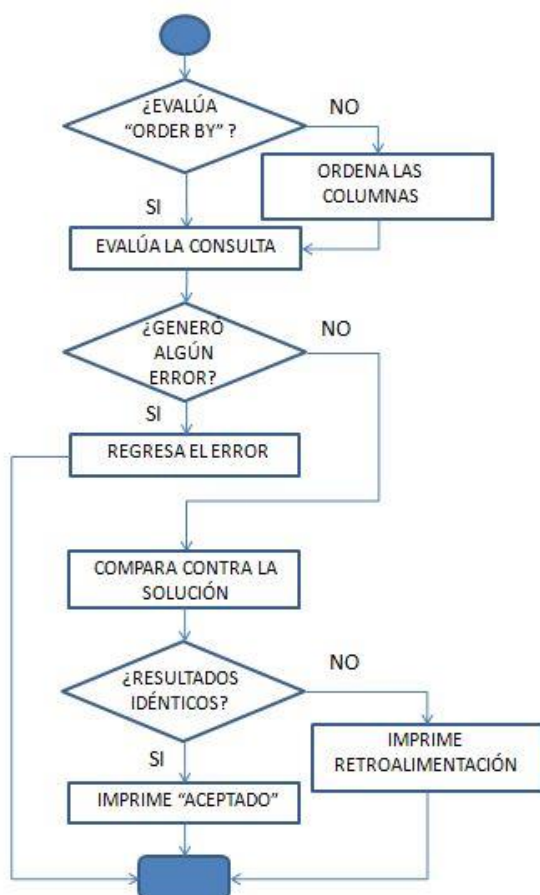 ¿EVALÚA
“ORDER BY” ?
NO
ORDENA LAS
COLUMNAS
SI
EVALÚA LA CONSULTA
¿GENERÓ
ALGÚN
ERROR?
NO
SI
REGRESA EL ERROR
COMPARA CONTRA LA
SOLUCIÓN
¿RESULTADOS
IDÉNTICOS?
NO
IMPRIME
RETROALIMENTACIÓN
SI
IMPRIME “ACEPTADO”